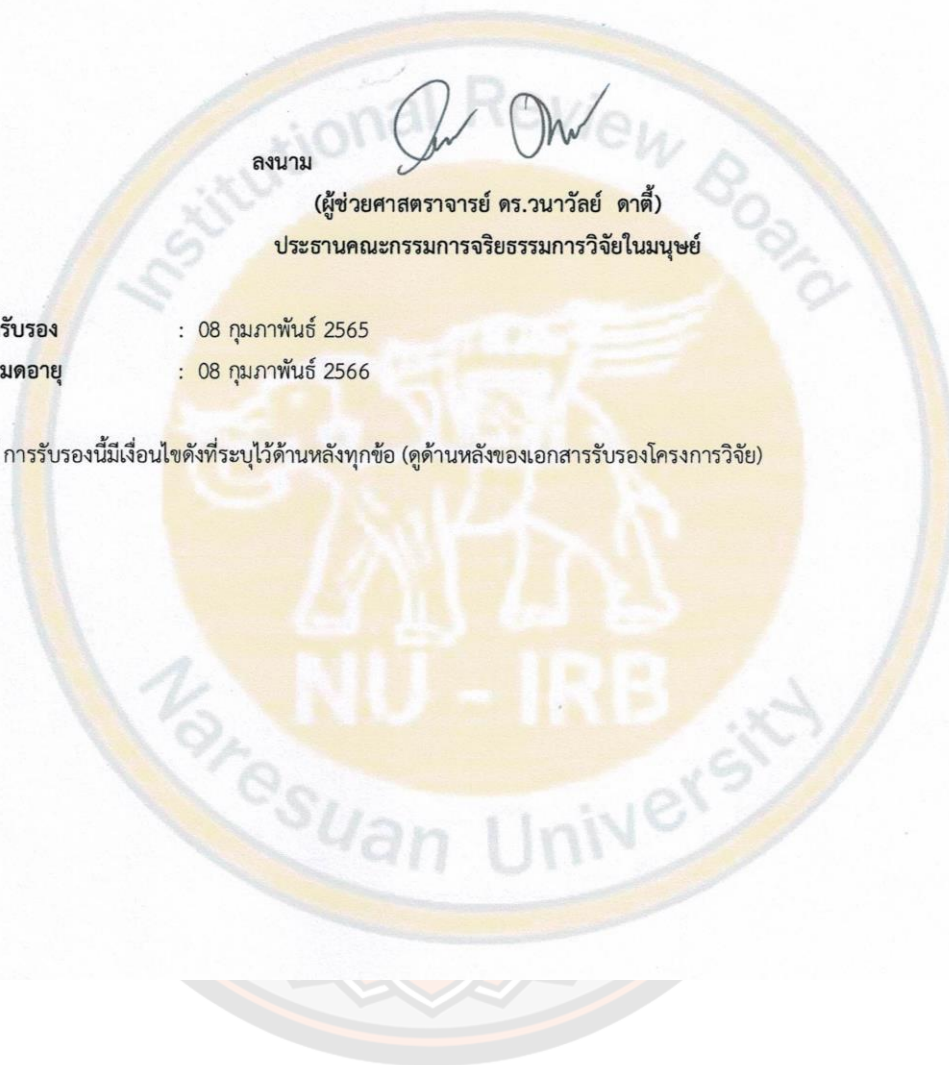 ลงนาม
(ผู้ช่วยศาสตราจารย์ ดร.วนาวัลย์ ดาตี้)
ประธานคณะกรรมการจริยธรรมการวิจัยในมนุษย์
รับรอง : 08 กุมภาพันธ์ 2565
มดอายุ : 08 กุมภาพันธ์ 2566
การรับรองนี้มีเงื่อนไขดังที่ระบุไว้ด้านหลังทุกข้อ (ดูด้านหลังของเอกสารรับรองโครงการวิจัย)
Institutional Review Board
NU - IRB
Naresuan University